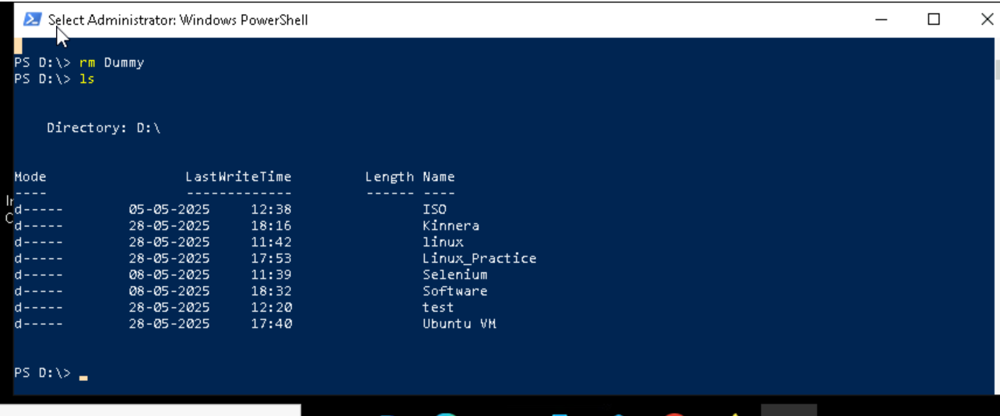 Select Administrator: Windows PowerShell
PS D:\> rm Dummy
PS D:\> ls
Directory: D:\
Mode LastWriteTime Length Name
---- ------------- ------ ----
d----- 05-05-2025 12:38 ISO
d----- 28-05-2025 18:16 Kinnera
d----- 28-05-2025 11:42 linux
d----- 28-05-2025 17:53 Linux_Practice
d----- 08-05-2025 11:39 Selenium
d----- 08-05-2025 18:32 Software
d----- 28-05-2025 12:20 test
d----- 28-05-2025 17:40 Ubuntu VM
PS D:\>